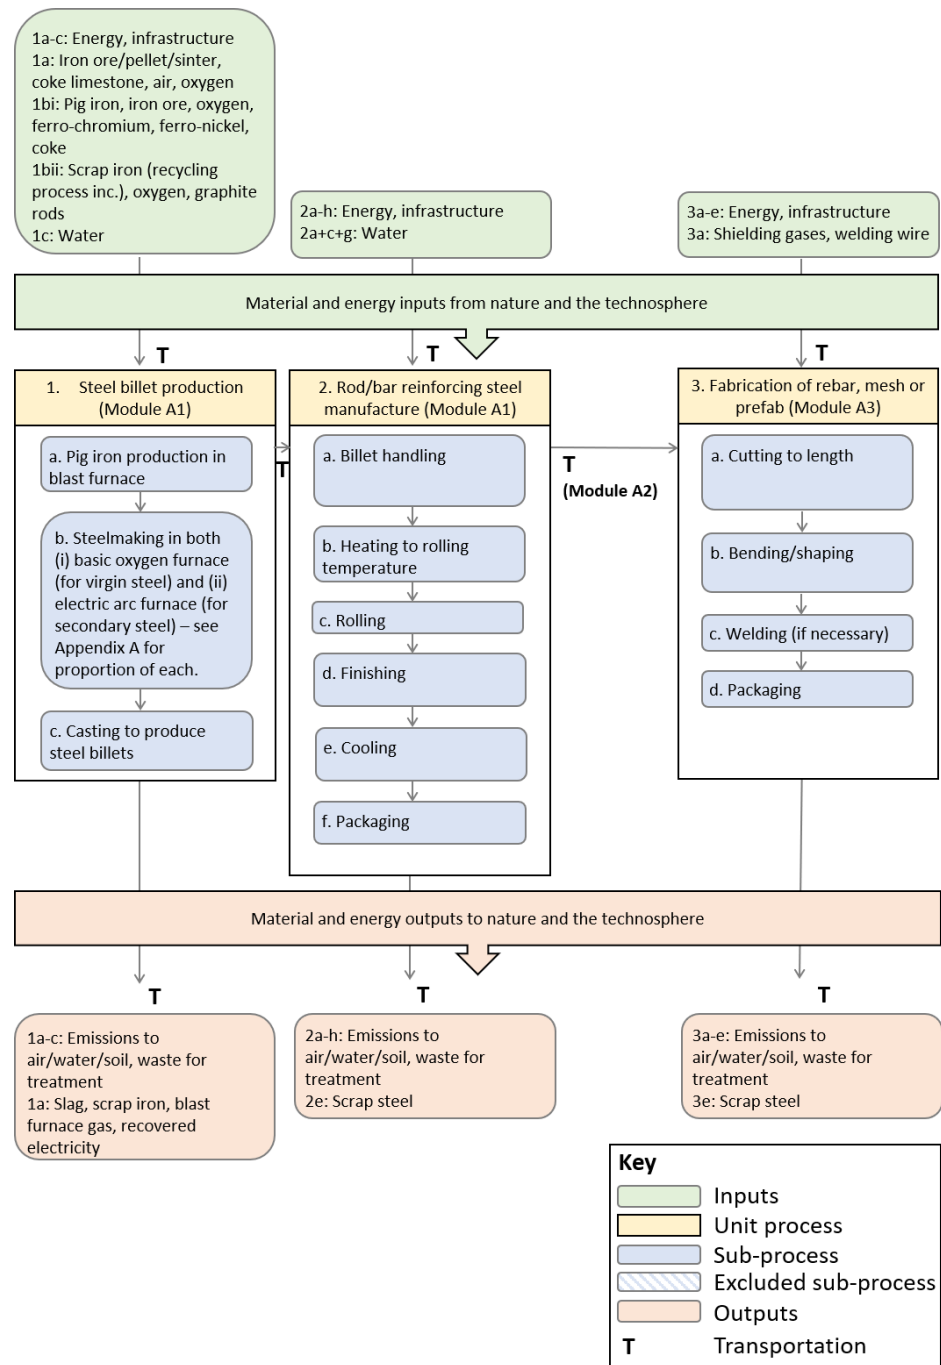 1a-c: Energy, infrastructure
1a: Iron ore/pellet/sinter,
coke limestone, air, oxygen
1bi: Pig iron, iron ore, oxygen,
ferro-chromium, ferro-nickel,
coke
1bii: Scrap iron (recycling
process inc.), oxygen, graphite
rods
1c: Water
2a-h: Energy, infrastructure
2a+c+g: Water
3a-e: Energy, infrastructure
3a: Shielding gases, welding wire
Material and energy inputs from nature and the technosphere
T
T
T
1. Steel billet production
(Module A1)
a. Pig iron production in
blast furnace
b. Steelmaking in both
(i) basic oxygen furnace
(for virgin steel) and (ii)
electric arc furnace (for
secondary steel) – see
Appendix A for
proportion of each.
c. Casting to produce
steel billets
T
2. Rod/bar reinforcing steel
manufacture (Module A1)
a. Billet handling
b. Heating to rolling
temperature
c. Rolling
d. Finishing
e. Cooling
f. Packaging
T
(Module A2)
3. Fabrication of rebar, mesh or
prefab (Module A3)
a. Cutting to length
b. Bending/shaping
c. Welding (if necessary)
d. Packaging
Material and energy outputs to nature and the technosphere
T
T
T
1a-c: Emissions to
air/water/soil, waste for
treatment
1a: Slag, scrap iron, blast
furnace gas, recovered
electricity
2a-h: Emissions to
air/water/soil, waste for
treatment
2e: Scrap steel
3a-e: Emissions to
air/water/soil, waste for
treatment
3e: Scrap steel
Key
Inputs
Unit process
Sub-process
Excluded sub-process
Outputs
T Transportation